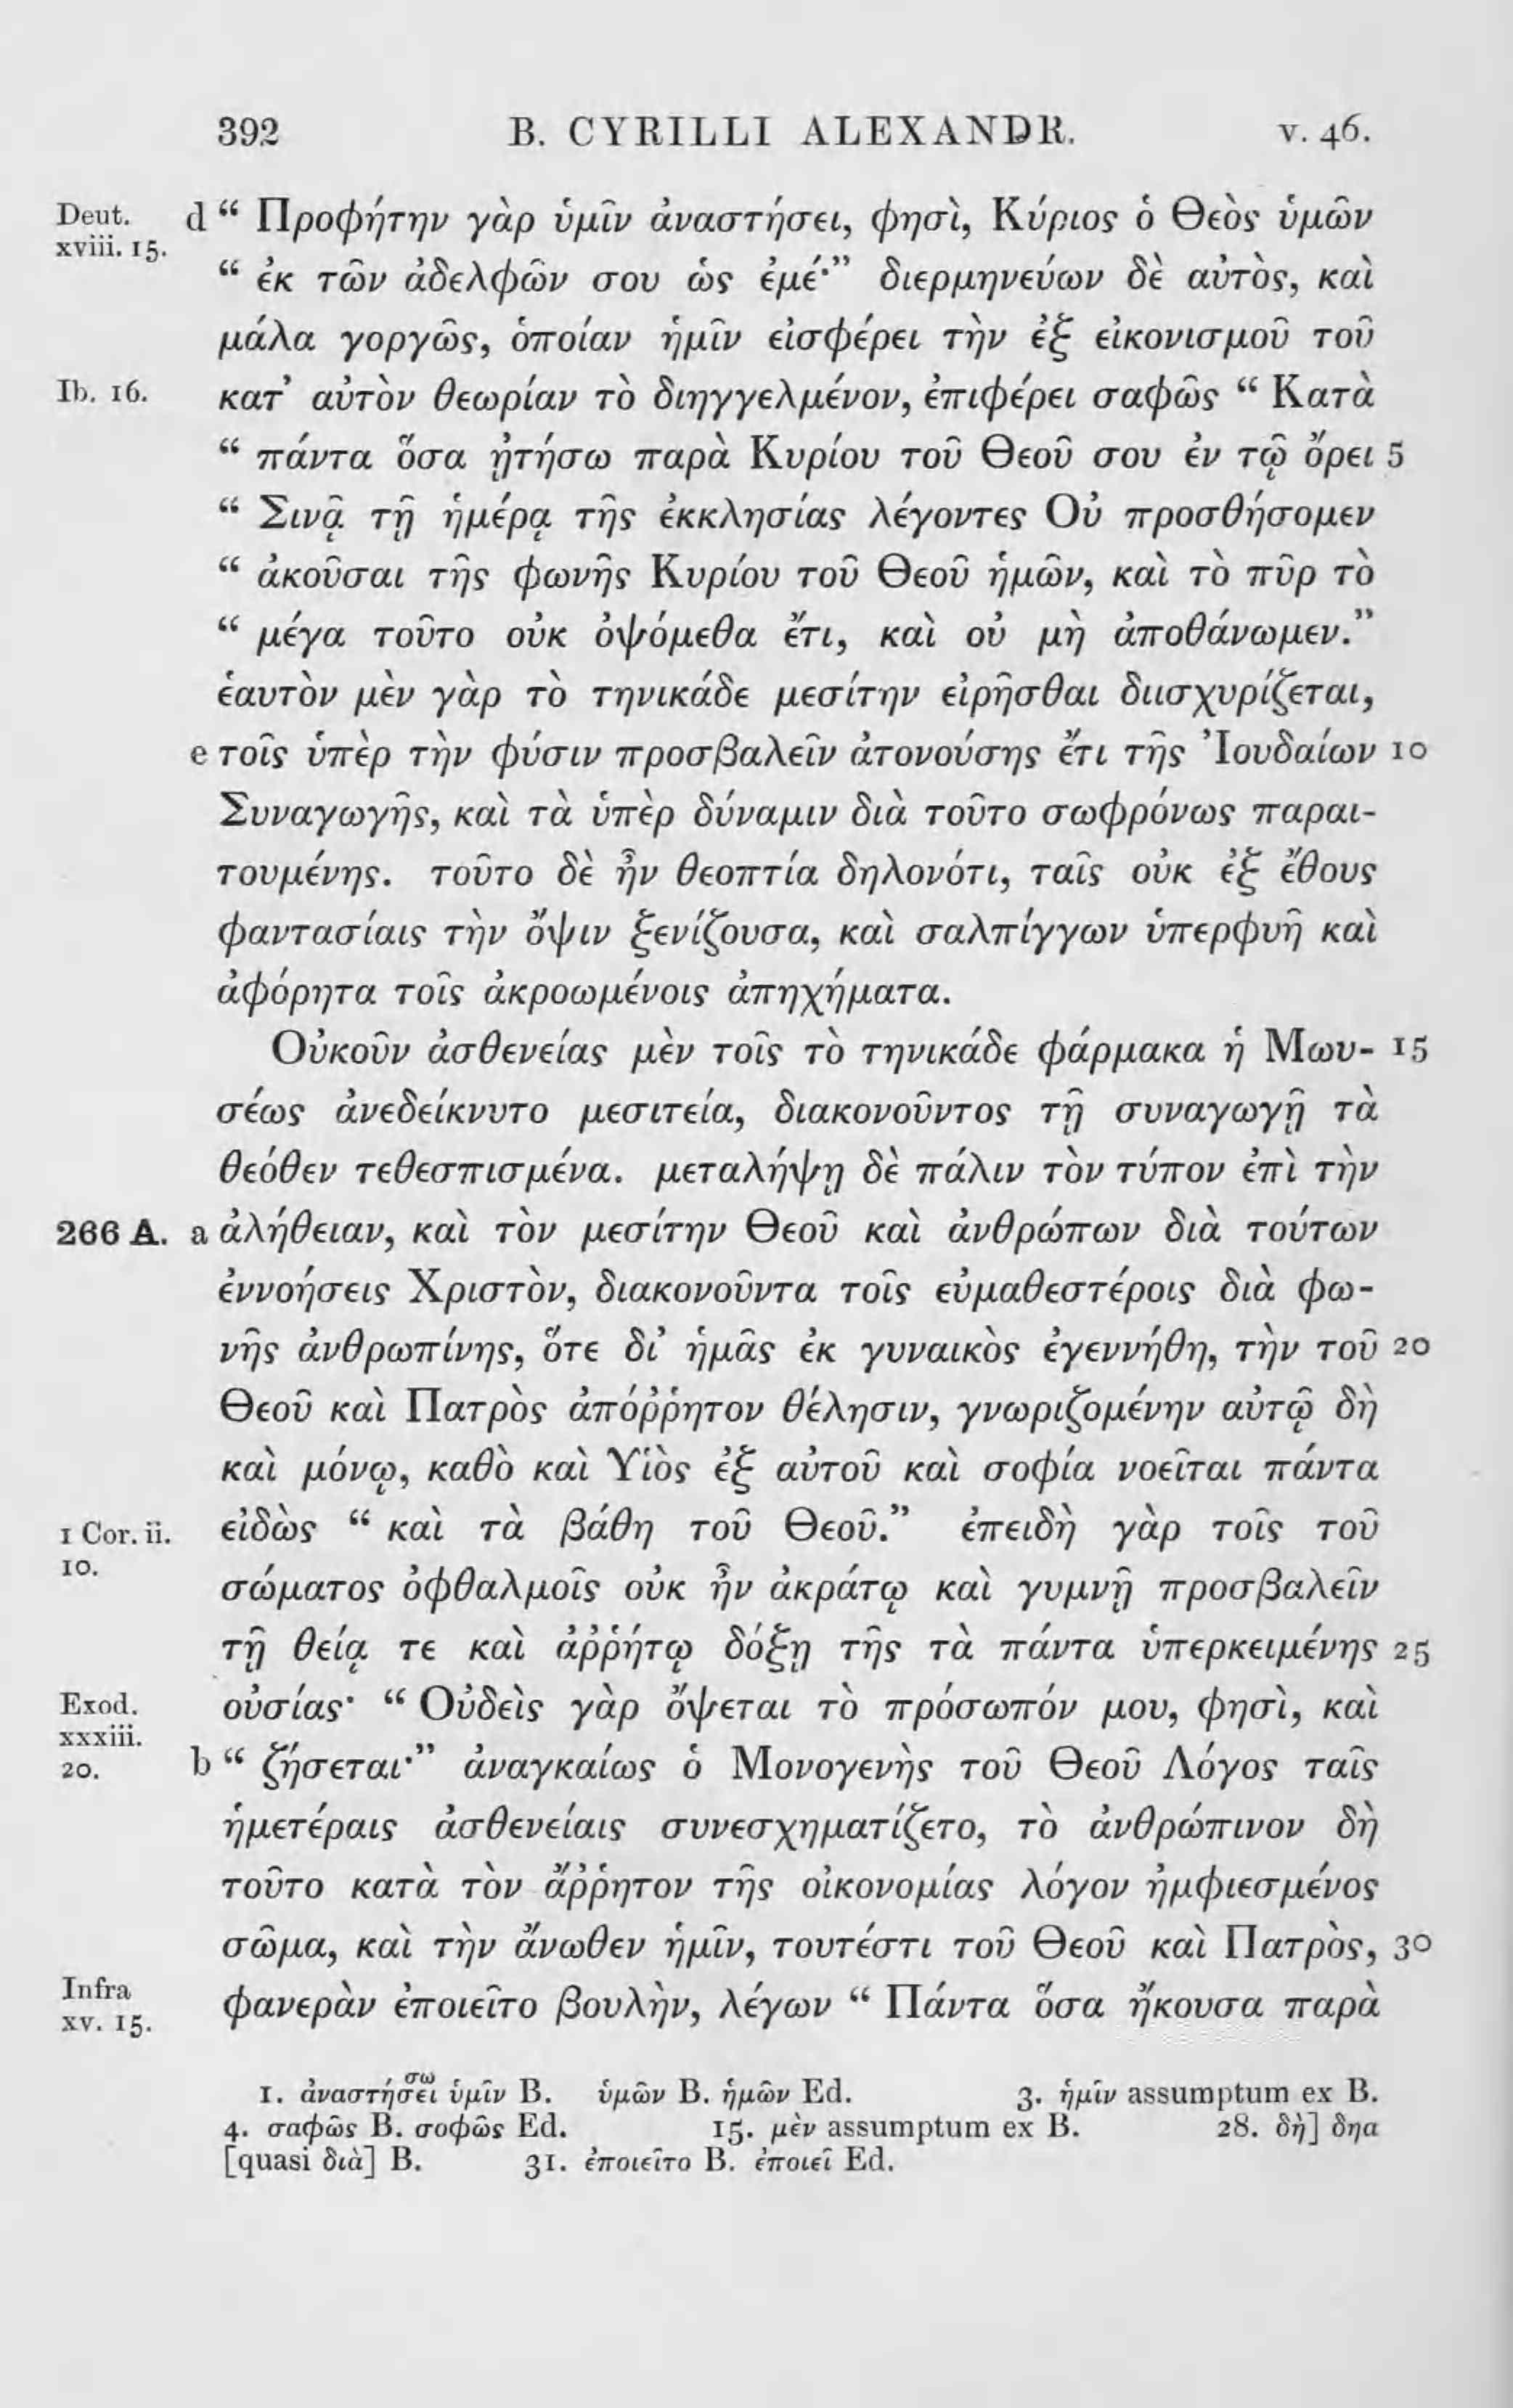 392 B. CYRILLI ALEXANDR. v. 46.
Deut. xviii. 15. d “ Προφήτην γὰρ ὑμῖν ἀναστήσει, φησὶ, Κύριος ὁ Θεὸς ὑμῶν
“ ἐκ τῶν ἀδελφῶν σου ὡς ἐμέ·” διερμηνεύων δὲ αὐτὸς, καὶ
μάλα γοργῶς, ὁποίαν ἡμῖν εἰσφέρει τὴν ἐξ εἰκονισμοῦ τοῦ
Ib. 16. κατ’ αὐτὸν θεωρίαν τὸ διηγγελμένον, ἐπιφέρει σαφῶς “ Κατὰ
“ πάντα ὅσα ᾐτήσω παρὰ Κυρίου τοῦ Θεοῦ σου ἐν τῷ ὄρει 5
“ Σινᾷ τῇ ἡμέρᾳ τῆς ἐκκλησίας λέγοντες Οὐ προσθήσομεν
“ ἀκοῦσαι τῆς φωνῆς Κυρίου τοῦ Θεοῦ ἡμῶν, καὶ τὸ πῦρ τὸ
“ μέγα τοῦτο οὐκ ὀψόμεθα ἔτι, καὶ οὐ μὴ ἀποθάνωμεν.”
ἑαυτὸν μὲν γὰρ τὸ τηνικάδε μεσίτην εἰρῆσθαι διισχυρίζεται,
e τοῖς ὑπὲρ τὴν φύσιν προσβαλεῖν ἀτονούσης ἔτι τῆς Ἰουδαίων 10
Συναγωγῆς, καὶ τὰ ὑπὲρ δύναμιν διὰ τοῦτο σωφρόνως παραι-
τουμένης. τοῦτο δὲ ἦν θεοπτία δηλονότι, ταῖς οὐκ ἐξ ἔθους
φαντασίαις τὴν ὄψιν ξενίζουσα, καὶ σαλπίγγων ὑπερφυῆ καὶ
ἀφόρητα τοῖς ἀκροωμένοις ἀπηχήματα.
Οὐκοῦν ἀσθενείας μὲν τοῖς τὸ τηνικάδε φάρμακα ἡ Μωυ- 15
σέως ἀνεδείκνυτο μεσιτεία, διακονοῦντος τῇ συναγωγῇ τὰ
θεόθεν τεθεσπισμένα. μεταλήψῃ δὲ πάλιν τὸν τύπον ἐπὶ τὴν
266 A. a ἀλήθειαν, καὶ τὸν μεσίτην Θεοῦ καὶ ἀνθρώπων διὰ τούτων
ἐννοήσεις Χριστὸν, διακονοῦντα τοῖς εὐμαθεστέροις διὰ φω-
νῆς ἀνθρωπίνης, ὅτε δι’ ἡμᾶς ἐκ γυναικὸς ἐγεννήθη, τὴν τοῦ 20
Θεοῦ καὶ Πατρὸς ἀπόῤῥητον θέλησιν, γνωριζομένην αὐτῷ δὴ
καὶ μόνῳ, καθὸ καὶ Υἱὸς ἐξ αὐτοῦ καὶ σοφία νοεῖται πάντα
1 Cor. ii. 10. εἰδὼς “ καὶ τὰ βάθη τοῦ Θεοῦ.” ἐπειδὴ γὰρ τοῖς τοῦ
σώματος ὀφθαλμοῖς οὐκ ἦν ἀκράτῳ καὶ γυμνῇ προσβαλεῖν
τῇ θείᾳ τε καὶ ἀῤῥήτῳ δόξῃ τῆς τὰ πάντα ὑπερκειμένης 25
Exod. xxxiii. 20. οὐσίας· “ Οὐδεὶς γὰρ ὄψεται τὸ πρόσωπόν μου, φησὶ, καὶ
b “ ζήσεται·” ἀναγκαίως ὁ Μονογενὴς τοῦ Θεοῦ Λόγος ταῖς
ἡμετέραις ἀσθενείαις συνεσχηματίζετο, τὸ ἀνθρώπινον δὴ
τοῦτο κατὰ τὸν ἄῤῥητον τῆς οἰκονομίας λόγον ἠμφιεσμένος
σῶμα, καὶ τὴν ἄνωθεν ἡμῖν, τουτέστι τοῦ Θεοῦ καὶ Πατρὸς, 30
Infra xv. 15. φανερὰν ἐποιεῖτο βουλὴν, λέγων “ Πάντα ὅσα ἤκουσα παρὰ
1. ἀναστήσει σω ὑμῖν B. ὑμῶν B. ἡμῶν Ed. 3. ἡμῖν assumptum ex B.
4. σαφῶς B. σοφῶς Ed. 15. μὲν assumptum ex B. 28. δὴ] δηα
[quasi διὰ] B. 31. ἐποιεῖτο B. ἐποιεῖ Ed.